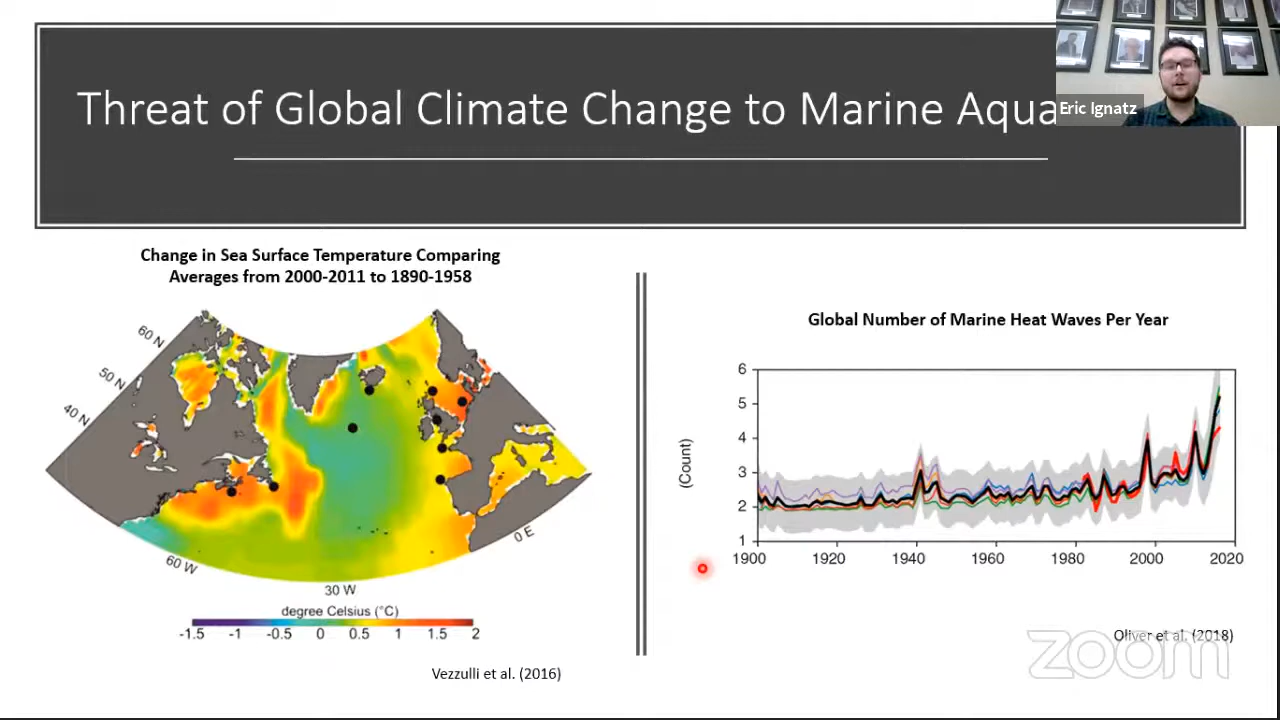 Threat of Global Climate Change to Marine Aqua
Eric Ignatz
Change in Sea Surface Temperature Comparing
Averages from 2000-2011 to 1890-1958
60 N
50 N
40 N
60 W
30 W
0 E
degree Celsius (°C)
-1.5 -1 -0.5 0 0.5 1 1.5 2
Vezzulli et al. (2016)
Global Number of Marine Heat Waves Per Year
(Count)
6
5
4
3
2
1
1900 1920 1940 1960 1980 2000 2020
Oliver et al. (2018)
zoom